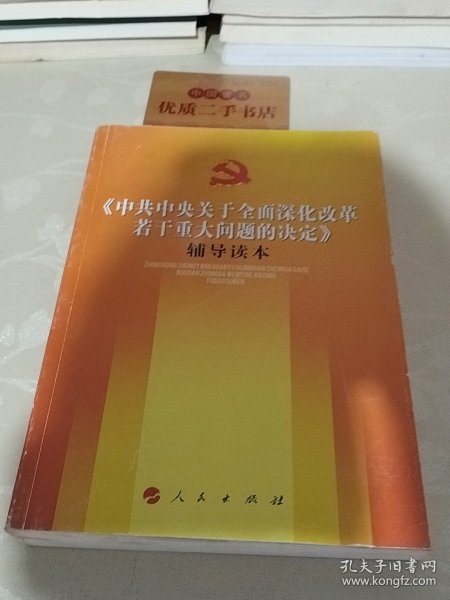 中国书店
优质二手书店
《中共中央关于全面深化改革
若干重大问题的决定》
辅导读本
人民出版社
孔夫子旧书网
www.kongfz.com